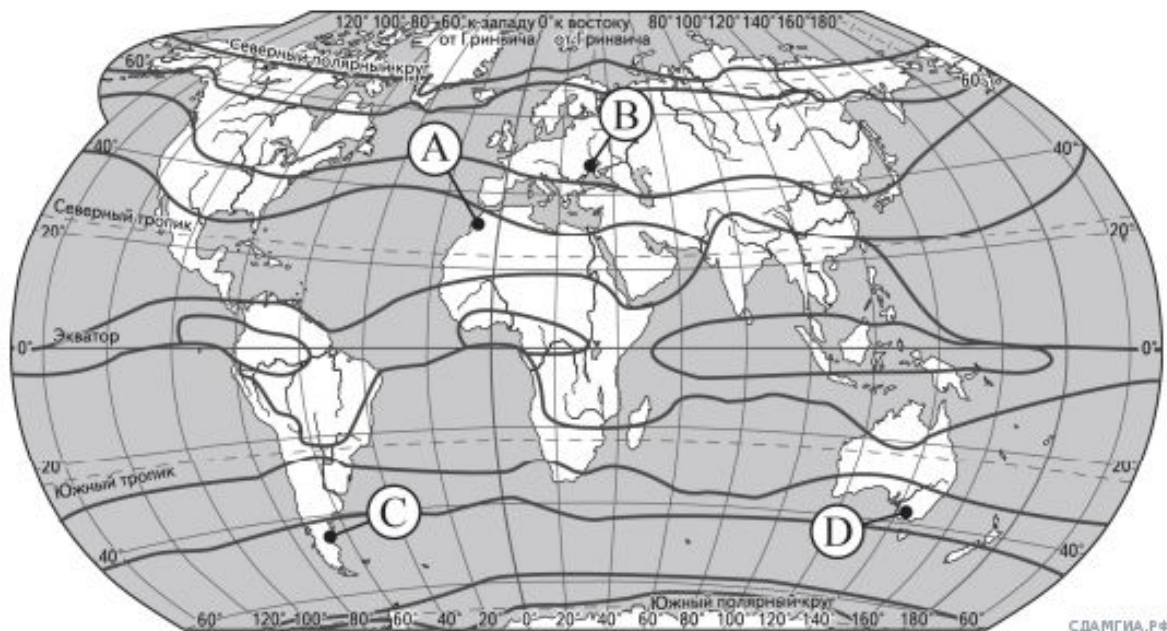 120° 100° 80° 60° к западу 0° к востоку 80° 100° 120° 140° 160° 180°
от Гринвича от Гринвича
Северный полярный круг
60° 60°
B
A
40° 40°
Северный тропик
20° 20°
Экватор
0° 0°
20° 20°
Южный тропик
C
D
40° 40°
Южный полярный круг
60° 120° 100° 80° 60° 40° 20° 0° 20° 40° 60° 80° 100° 120° 140° 160° 180° 60°
СДАМГИА.РФ